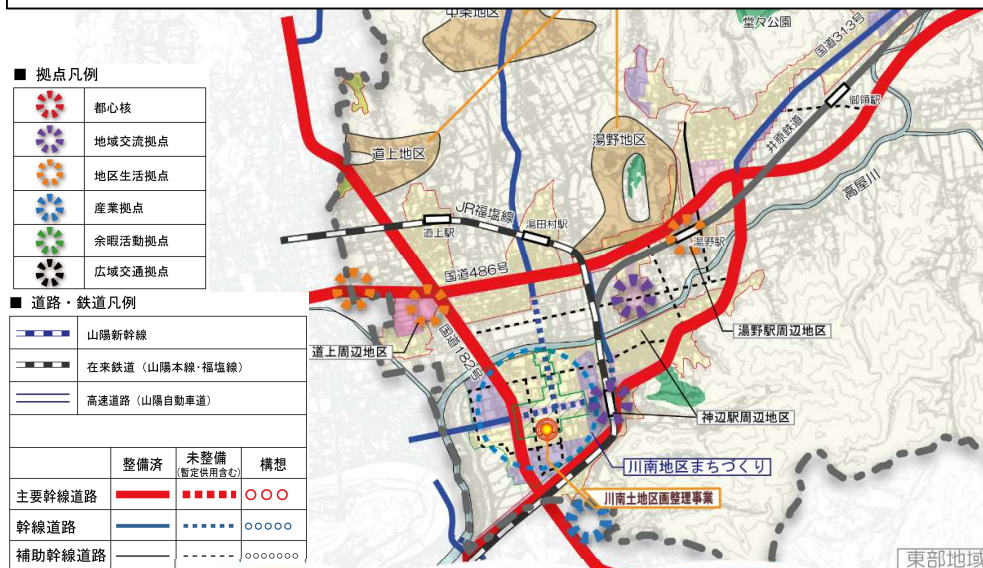 中条地区
堂々公園
国道313号
御領駅
井原鉄道
高屋川
湯野地区
道上地区
JR福塩線
道上駅
湯田村駅
湯野駅
国道486号
国道182号
道上周辺地区
湯野駅周辺地区
神辺駅周辺地区
川南地区まちづくり
川南土地区画整理事業
東部地域
■ 拠点凡例
都心核
地域交流拠点
地区生活拠点
産業拠点
余暇活動拠点
広域交通拠点
■ 道路・鉄道凡例
山陽新幹線
在来鉄道（山陽本線・福塩線）
高速道路（山陽自動車道）
整備済 未整備 構想
(暫定供用含む)
主要幹線道路
幹線道路
補助幹線道路